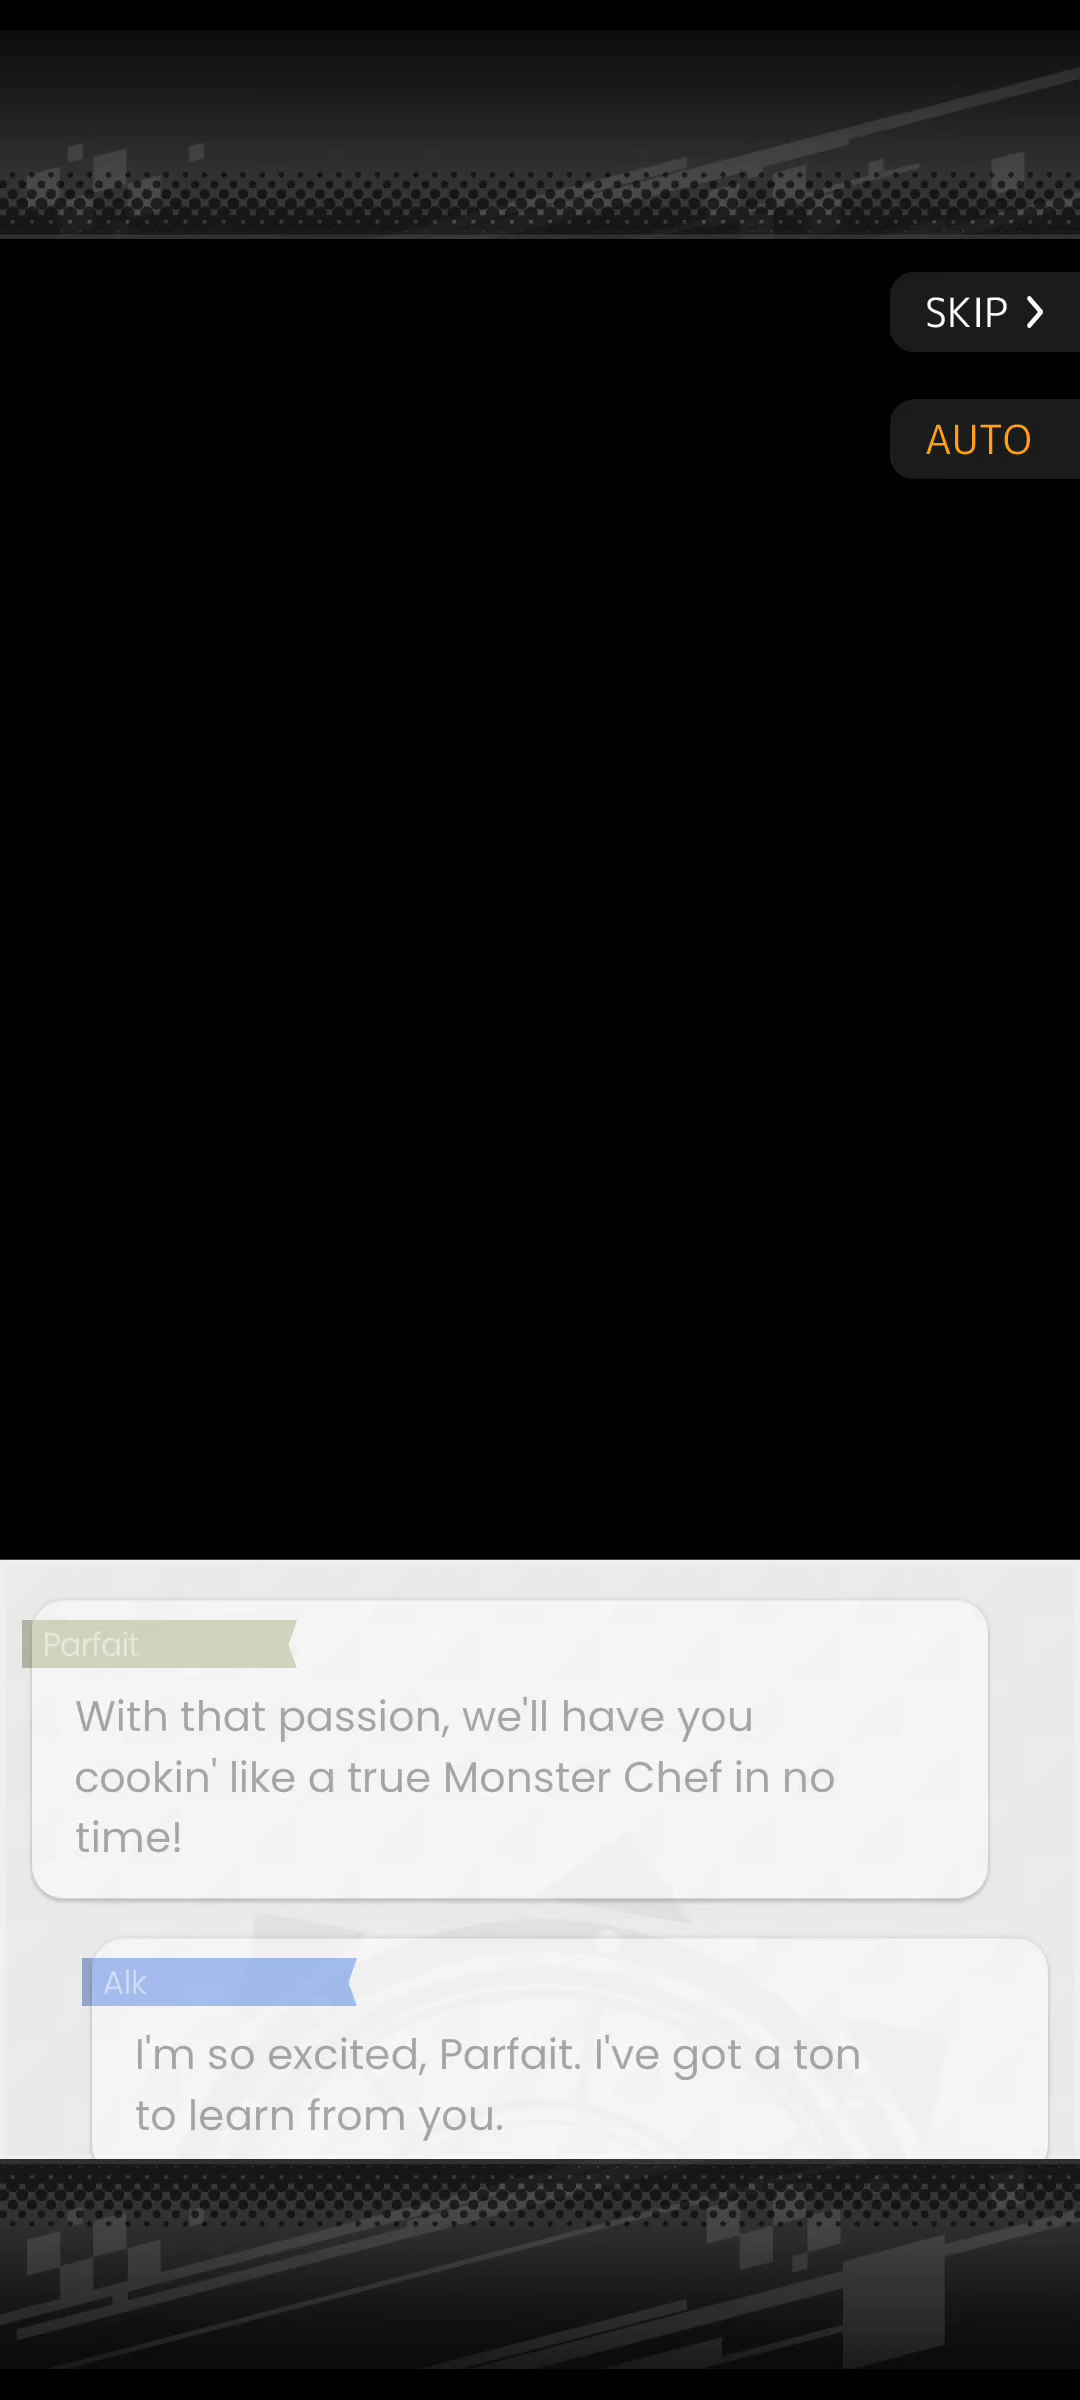 SKIP
AUTO
Parfait
With that passion, we'll have you
cookin' like a true Monster Chef in no
time!
Alk
I'm so excited, Parfait. I've got a ton
to learn from you.